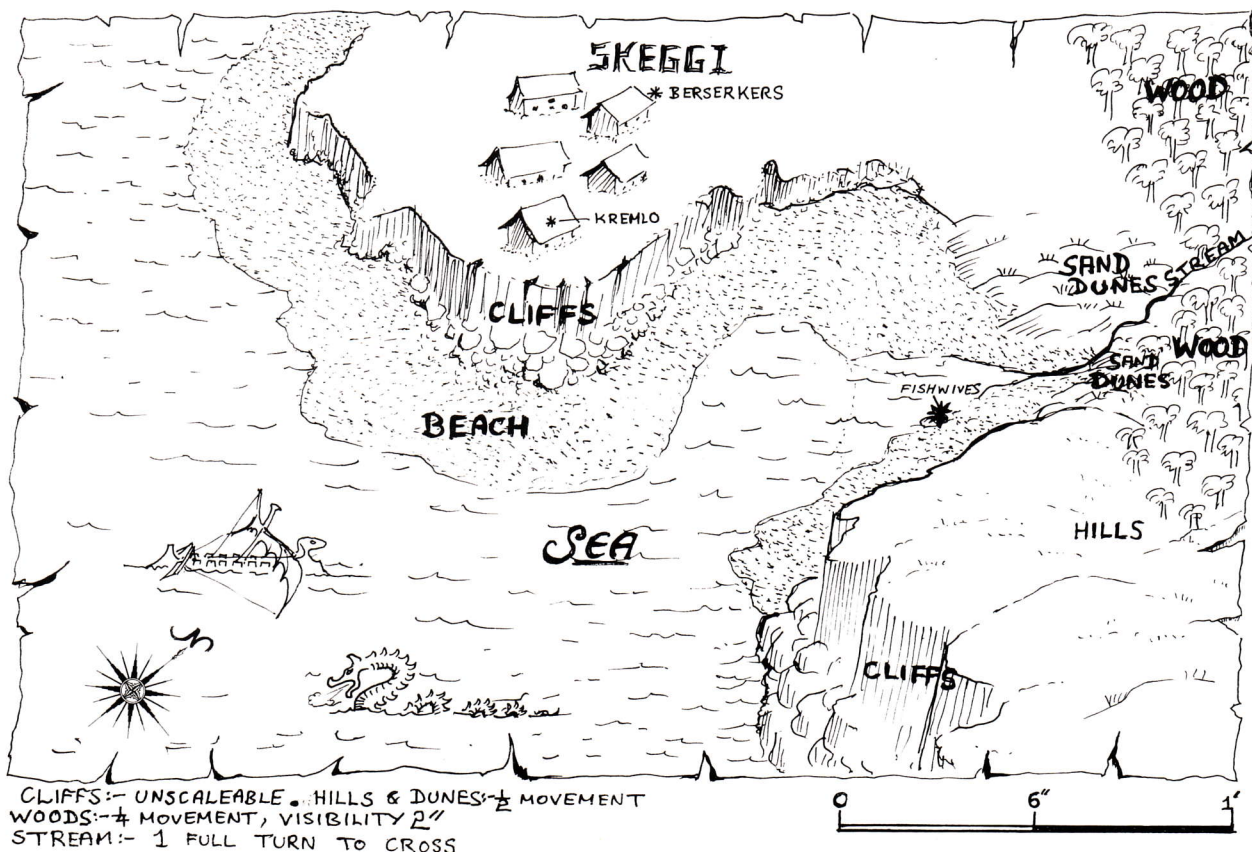 SKEGGI
* BERSERKERS
WOOD
* KREMLO
SAND
DUNES
STREAM
CLIFFS
WOOD
SAND
DUNES
FISHWIVES
BEACH
HILLS
SEA
N
CLIFFS
CLIFFS:- UNSCALEABLE. HILLS & DUNES:-½ MOVEMENT
WOODS:-¼ MOVEMENT, VISIBILITY 2"
STREAM:- 1 FULL TURN TO CROSS
0 6" 1'